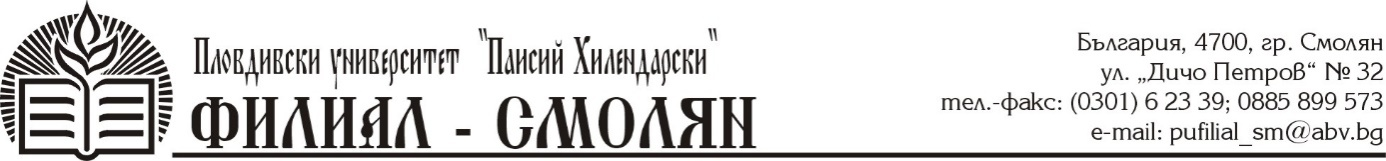 Пловдивски университет "Паисий Хилендарски"
ФИЛИАЛ - СМОЛЯН
България, 4700, гр. Смолян
ул. „Дичо Петров“ № 32
тел.-факс: (0301) 6 23 39; 0885 899 573
e-mail: pufilial_sm@abv.bg